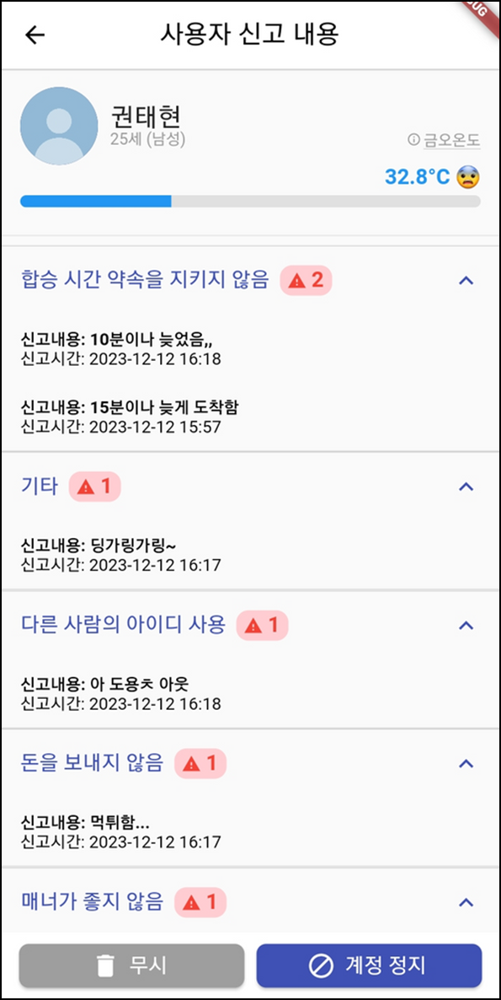 사용자 신고 내용
권태현
25세 (남성)
금오온도
32.8°C
합승 시간 약속을 지키지 않음 2
신고내용: 10분이나 늦었음,,
신고시간: 2023-12-12 16:18
신고내용: 15분이나 늦게 도착함
신고시간: 2023-12-12 15:57
기타 1
신고내용: 딩가링가링~
신고시간: 2023-12-12 16:17
다른 사람의 아이디 사용 1
신고내용: 아 도용ㅊ 아웃
신고시간: 2023-12-12 16:18
돈을 보내지 않음 1
신고내용: 먹튀함...
신고시간: 2023-12-12 16:17
매너가 좋지 않음 1
무시
계정 정지